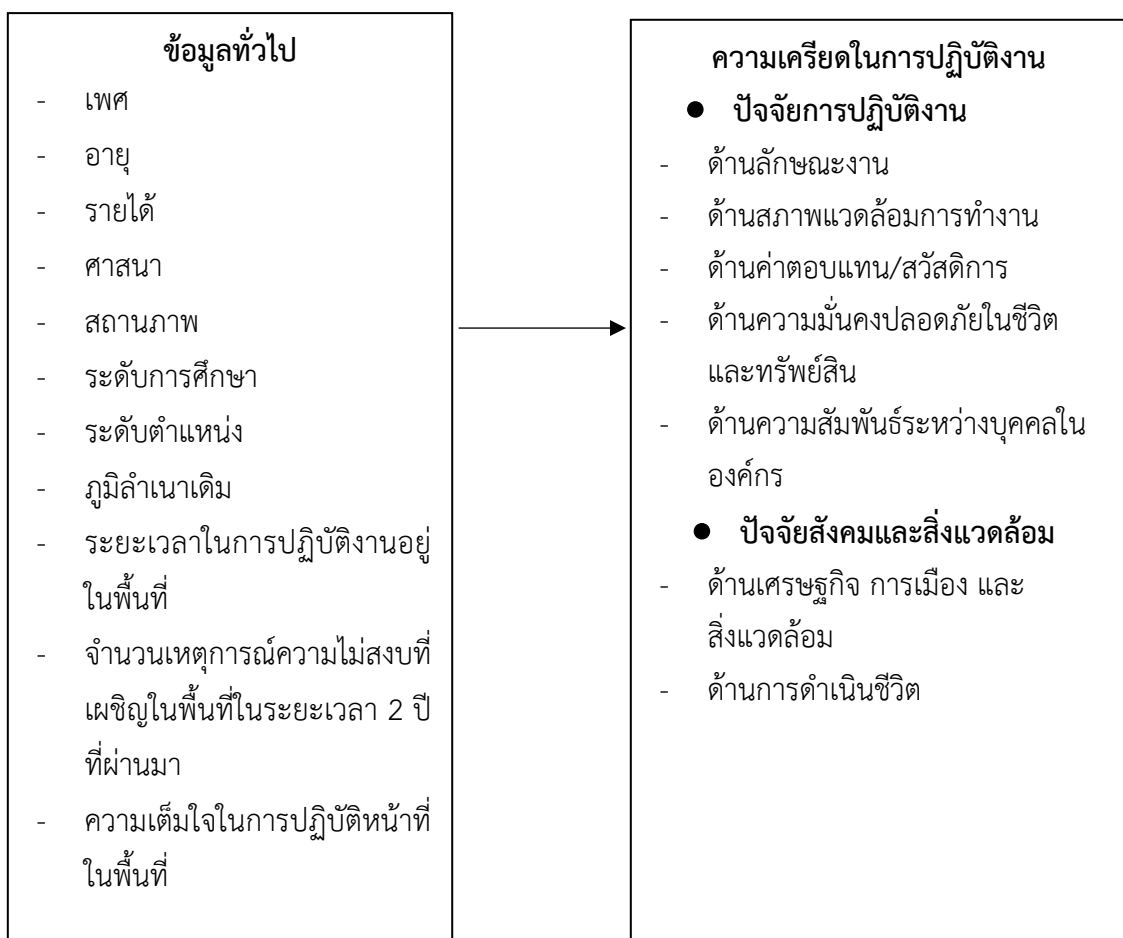 ข้อมูลทั่วไป
- เพศ
- อายุ
- รายได้
- ศาสนา
- สถานภาพ
- ระดับการศึกษา
- ระดับตำแหน่ง
- ภูมิลำเนาเดิม
- ระยะเวลาในการปฏิบัติงานอยู่
ในพื้นที่
- จำนวนเหตุการณ์ความไม่สงบที่
เผชิญในพื้นที่ในระยะเวลา 2 ปี
ที่ผ่านมา
- ความเต็มใจในการปฏิบัติหน้าที่
ในพื้นที่
ความเครียดในการปฏิบัติงาน
● ปัจจัยการปฏิบัติงาน
- ด้านลักษณะงาน
- ด้านสภาพแวดล้อมการทำงาน
- ด้านค่าตอบแทน/สวัสดิการ
- ด้านความมั่นคงปลอดภัยในชีวิต
และทรัพย์สิน
- ด้านความสัมพันธ์ระหว่างบุคคลใน
องค์กร
● ปัจจัยสังคมและสิ่งแวดล้อม
- ด้านเศรษฐกิจ การเมือง และ
สิ่งแวดล้อม
- ด้านการดำเนินชีวิต